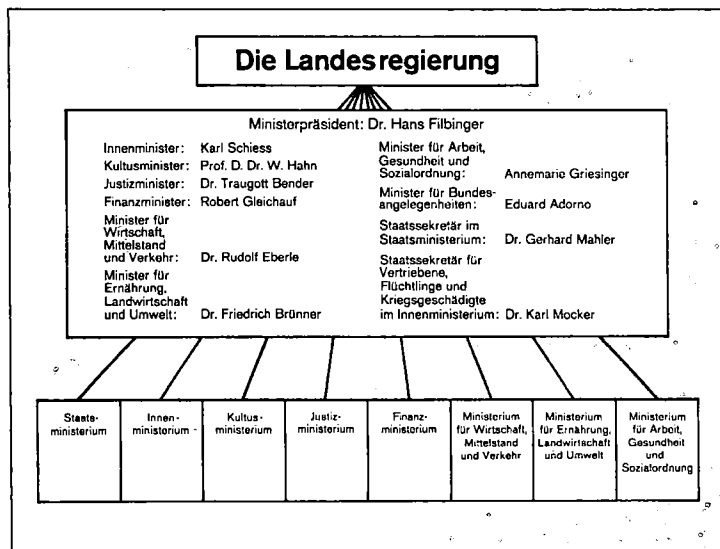 Die Landesregierung
Ministerpräsident: Dr. Hans Filbinger
Innenminister: Karl Schiess
Kultusminister: Prof. D. Dr. W. Hahn
Justizminister: Dr. Traugott Bender
Finanzminister: Robert Gleichauf
Minister für
Wirtschaft,
Mittelstand
und Verkehr: Dr. Rudolf Eberle
Minister für
Ernährung,
Landwirtschaft
und Umwelt: Dr. Friedrich Brünner
Minister für Arbeit,
Gesundheit und
Sozialordnung: Annemarie Griesinger
Minister für Bundes-
angelegenheiten: Eduard Adorno
Staatssekretär im
Staatsministerium: Dr. Gerhard Mahler
Staatssekretär für
Vertriebene,
Flüchtlinge und
Kriegsgeschädigte
im Innenministerium: Dr. Karl Mocker
Staats-
ministerium
Innen-
ministerium
Kultus-
ministerium
Justiz-
ministerium
Finanz-
ministerium
Ministerium
für Wirtschaft,
Mittelstand
und Verkehr
Ministerium
für Ernährung,
Landwirtschaft
und Umwelt
Ministerium
für Arbeit,
Gesundheit
und
Sozialordnung